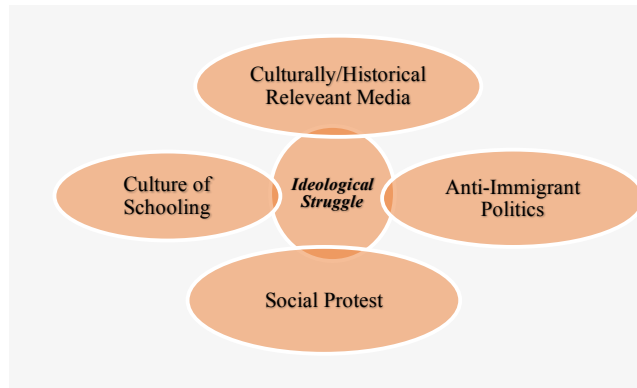 Culturally/Historical
Releveant Media
Culture of
Schooling
Ideological
Struggle
Anti-Immigrant
Politics
Social Protest